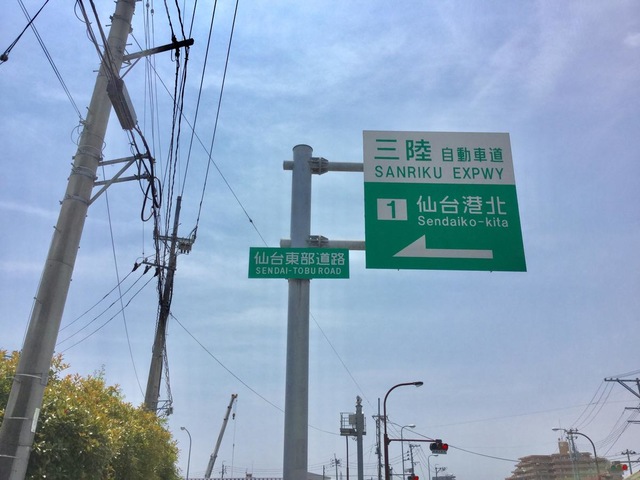 三陸 自動車道
SANRIKU EXPWY
1 仙台港北
Sendaiko-kita
仙台東部道路
SENDAI-TOBU ROAD